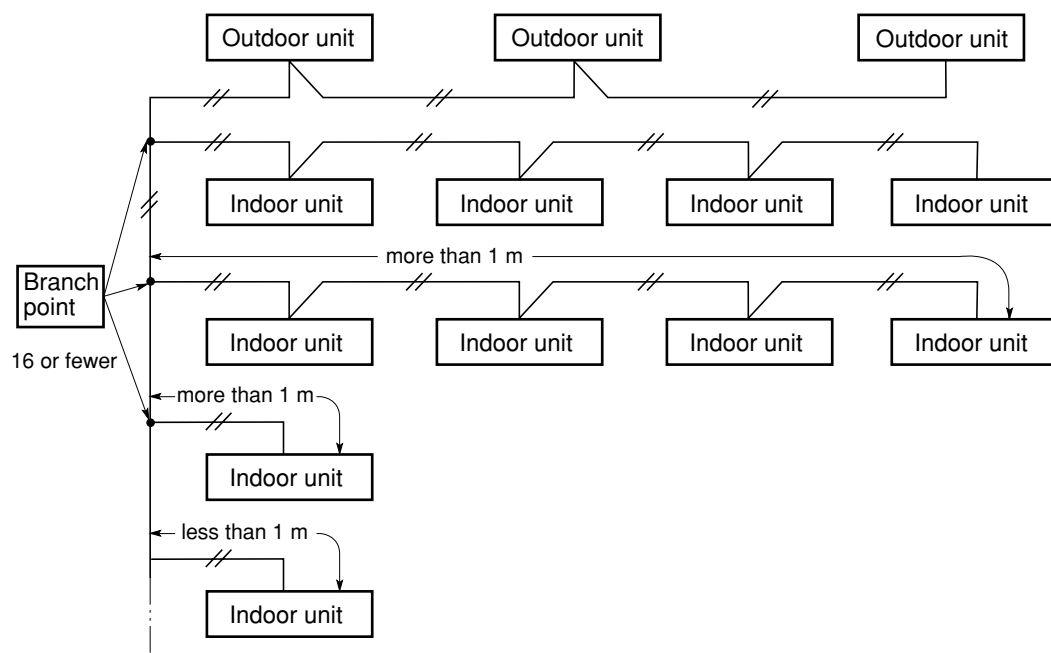 Outdoor unit Outdoor unit Outdoor unit
Indoor unit Indoor unit Indoor unit Indoor unit
more than 1 m
Branch
point
Indoor unit Indoor unit Indoor unit Indoor unit
16 or fewer
more than 1 m
Indoor unit
less than 1 m
Indoor unit